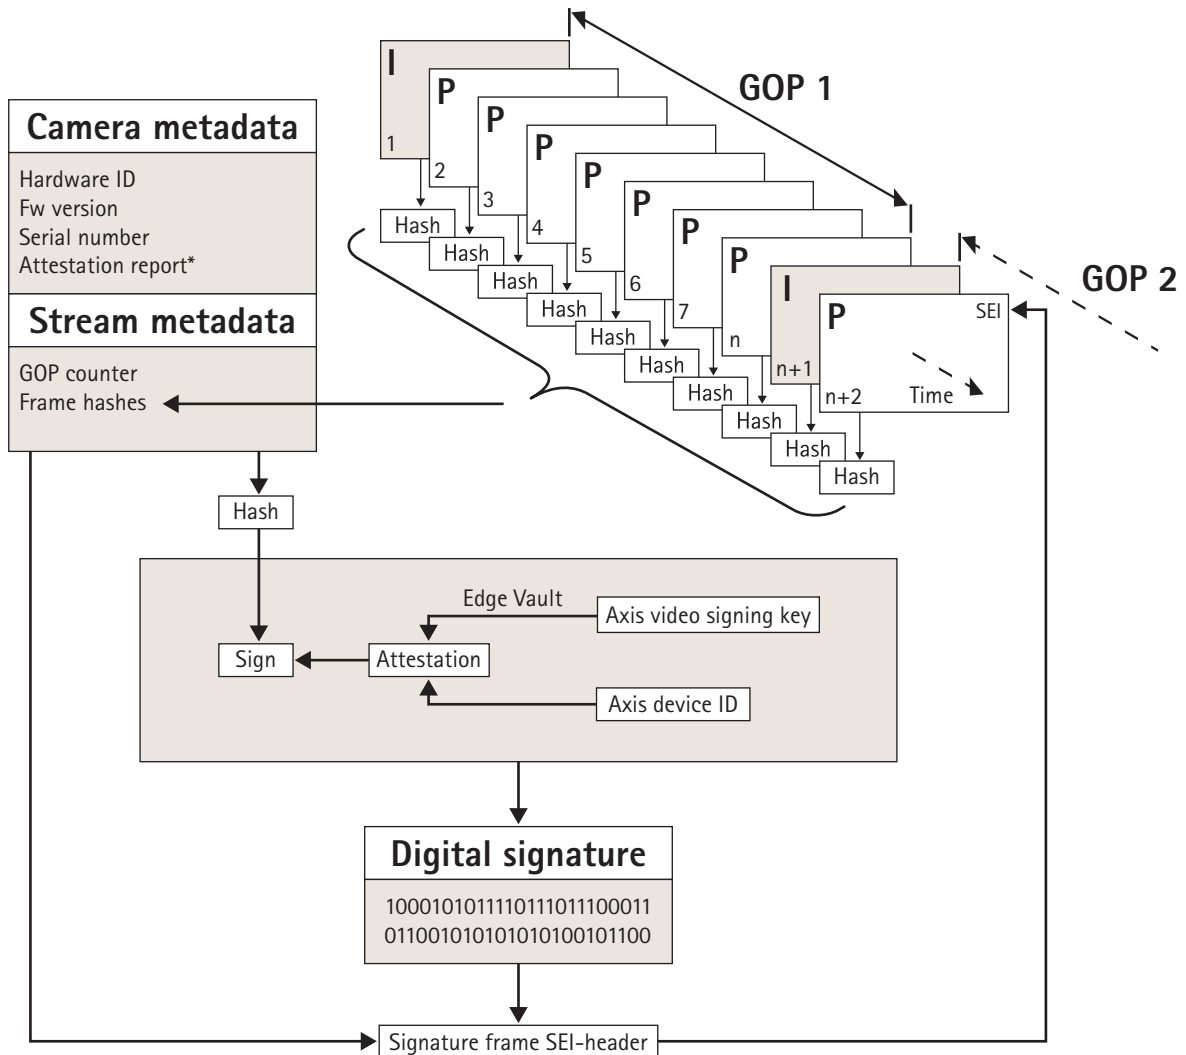 Camera metadata
Hardware ID
Fw version
Serial number
Attestation report*
Stream metadata
GOP counter
Frame hashes
I
1
P
2
P
3
P
4
P
5
P
6
P
7
P
n
I
n+1
P
SEI
n+2
Time
GOP 1
GOP 2
Hash
Hash
Hash
Hash
Hash
Hash
Hash
Hash
Hash
Hash
Hash
Edge Vault
Axis video signing key
Sign
Attestation
Axis device ID
Digital signature
1000101011110111011100011
0110010101010100101100
Signature frame SEI-header